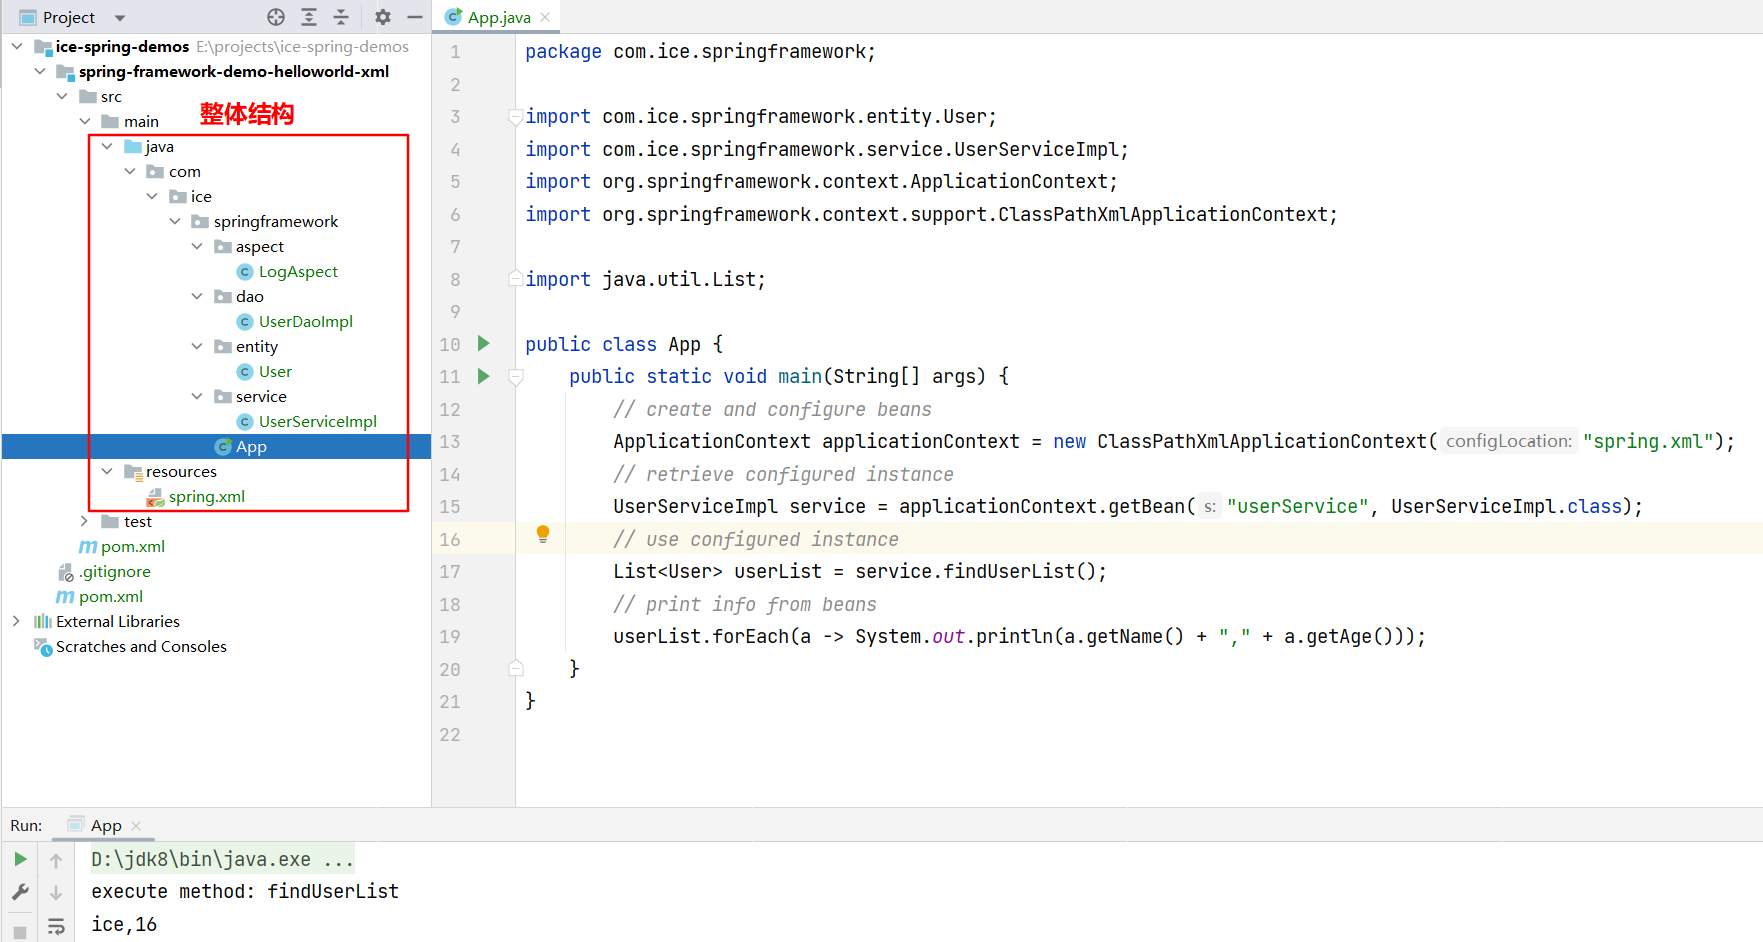 Project
ice-spring-demos E:\projects\ice-spring-demos
spring-framework-demo-helloworld-xml
src
main
整体结构
java
com
ice
springframework
aspect
LogAspect
dao
UserDaoImpl
entity
User
service
UserServiceImpl
App
resources
spring.xml
test
pom.xml
.gitignore
pom.xml
External Libraries
Scratches and Consoles
App.java
1 package com.ice.springframework;
2
3 import com.ice.springframework.entity.User;
4 import com.ice.springframework.service.UserServiceImpl;
5 import org.springframework.context.ApplicationContext;
6 import org.springframework.context.support.ClassPathXmlApplicationContext;
7
8 import java.util.List;
9
10 public class App {
11 public static void main(String[] args) {
12 // create and configure beans
13 ApplicationContext applicationContext = new ClassPathXmlApplicationContext( configLocation: "spring.xml");
14 // retrieve configured instance
15 UserServiceImpl service = applicationContext.getBean( s: "userService", UserServiceImpl.class);
16 // use configured instance
17 List<User> userList = service.findUserList();
18 // print info from beans
19 userList.forEach(a -> System.out.println(a.getName() + "," + a.getAge()));
20 }
21 }
22
Run: App
D:\jdk8\bin\java.exe ...
execute method: findUserList
ice,16